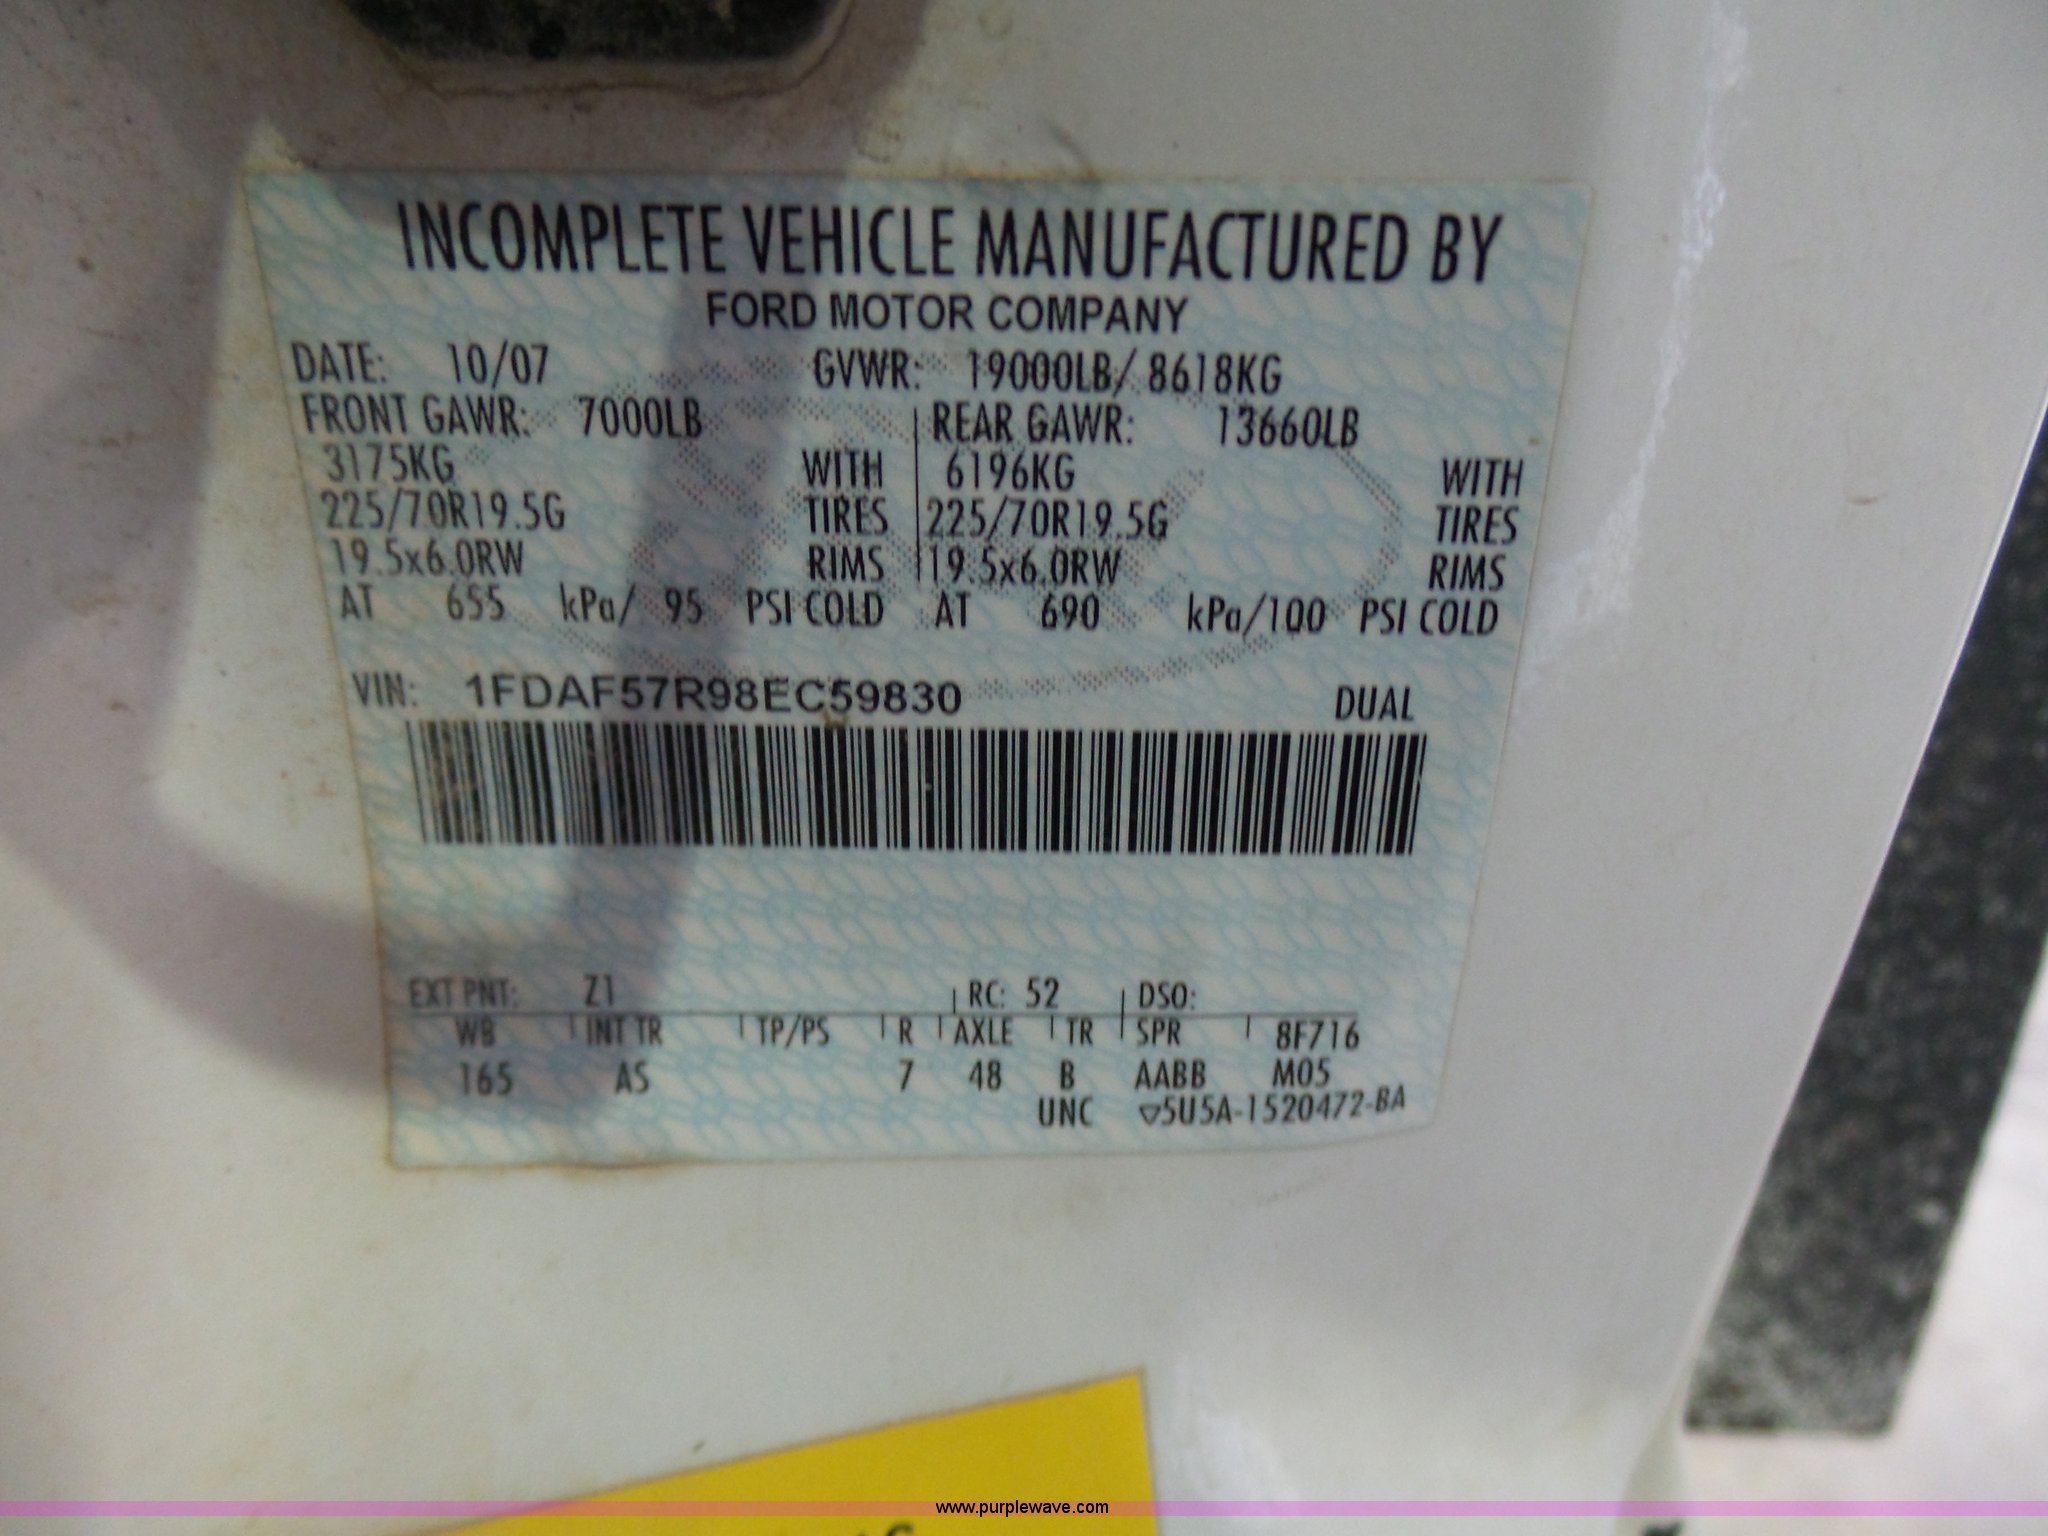 INCOMPLETE VEHICLE MANUFACTURED BY
FORD MOTOR COMPANY
DATE: 10/07 GVWR: 19000LB/ 8618KG
FRONT GAWR: 7000LB REAR GAWR: 13660LB
3175KG WITH 6196KG WITH
225/70R19.5G TIRES 225/70R19.5G TIRES
19.5x6.0RW RIMS 19.5x6.0RW RIMS
AT 655 kPa/ 95 PSI COLD AT 690 kPa/100 PSI COLD
VIN: 1FDAF57R98EC59830 DUAL
EXT PNT: Z1 RC: 52 DSO:
WB INT TR TP/PS R AXLE TR SPR 8F716
165 AS 7 48 B AABB M05
UNC ▽5U5A-1520472-BA
www.purplewave.com